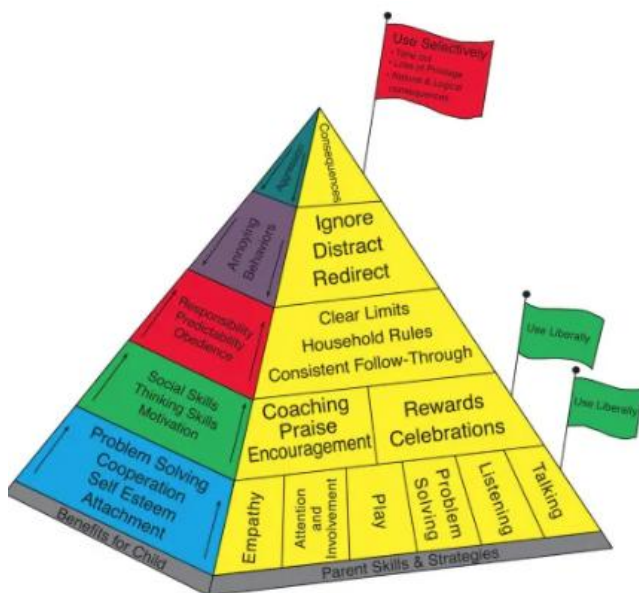 Use Selectively
• Time Out
• Loss of Privilege
• Natural & Logical
consequences
Aggression
Consequences
Annoying
Behaviors
Ignore
Distract
Redirect
Responsibility
Predictability
Obedience
Clear Limits
Household Rules
Consistent Follow-Through
Use Liberally
Social Skills
Thinking Skills
Motivation
Coaching
Praise
Encouragement
Rewards
Celebrations
Use Liberally
Problem Solving
Cooperation
Self Esteem
Attachment
Empathy
Attention
and
Involvement
Play
Problem
Solving
Listening
Talking
Benefits for Child
Parent Skills & Strategies